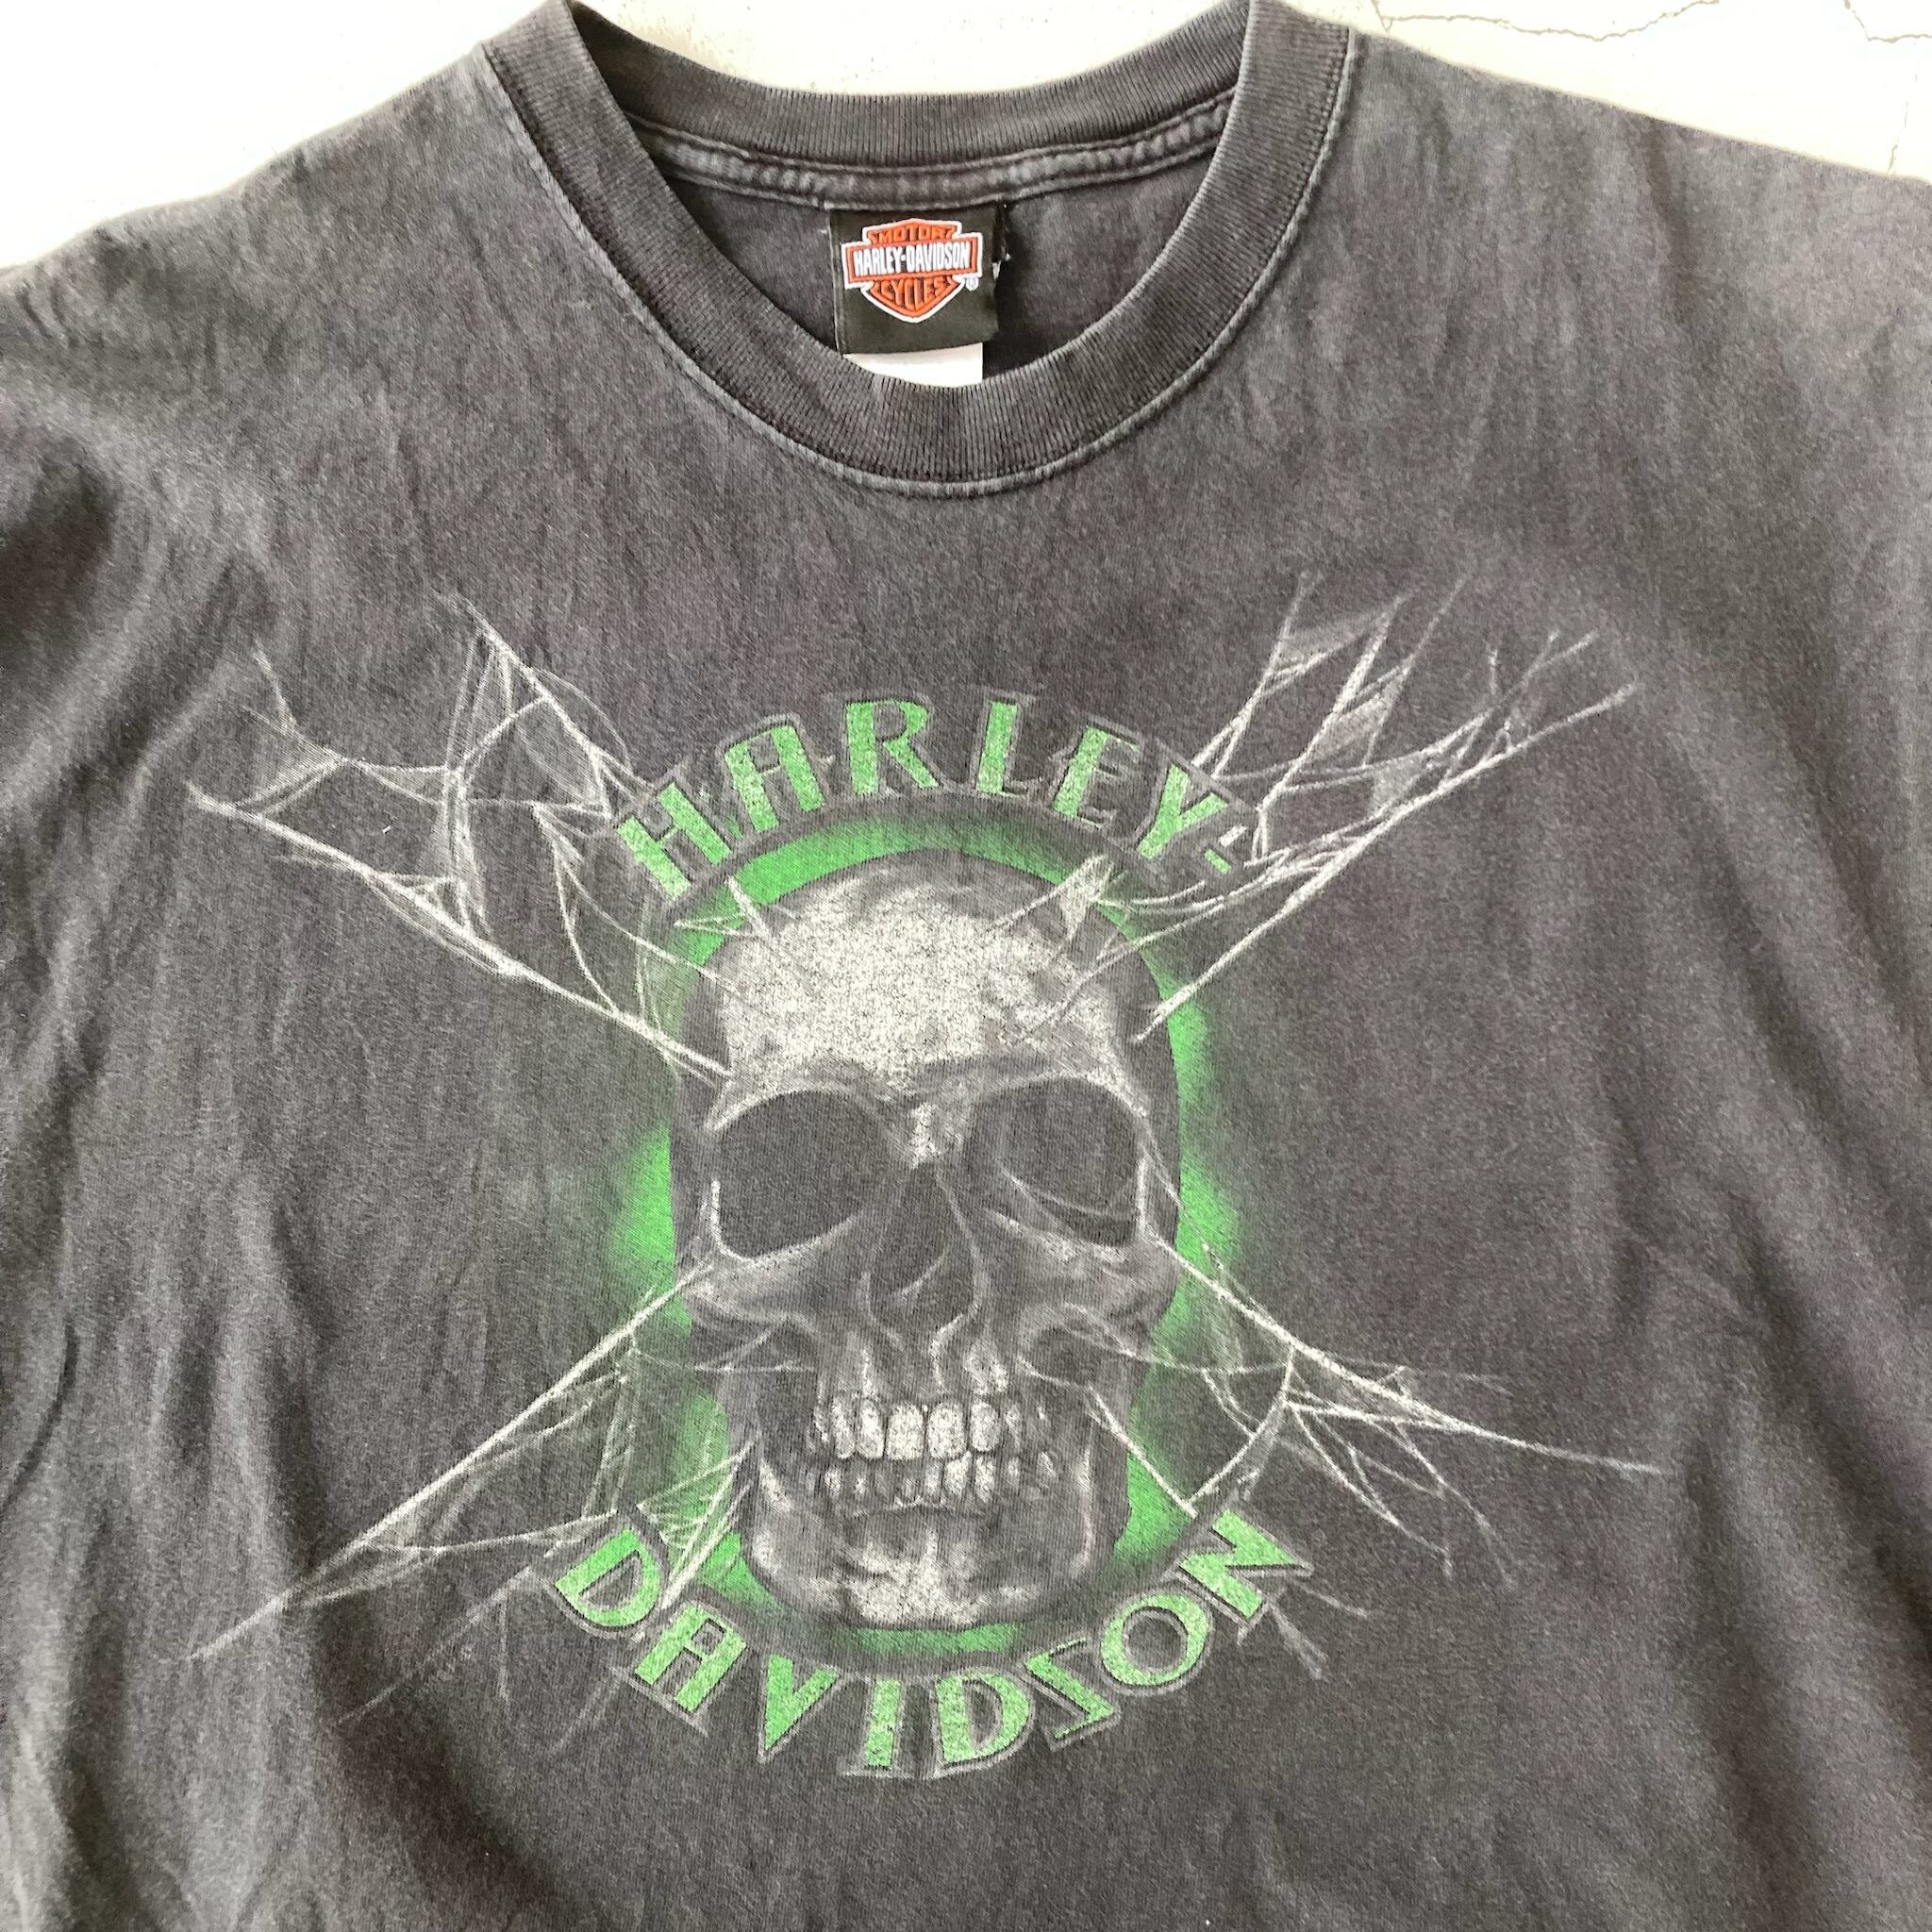 MOTOR
HARLEY-DAVIDSON
CYCLES
®
HARLEY-
DAVIDSON